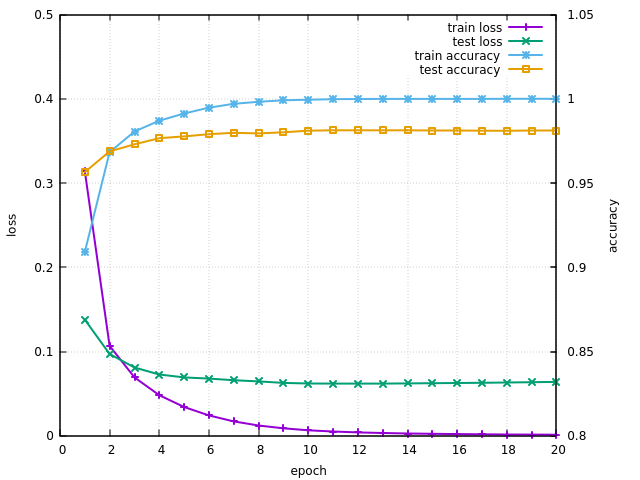 0.5
1.05
train loss
test loss
train accuracy
test accuracy
0.4
1
0.3
0.95
loss
accuracy
0.2
0.9
0.1
0.85
0
0.8
0 2 4 6 8 10 12 14 16 18 20
epoch